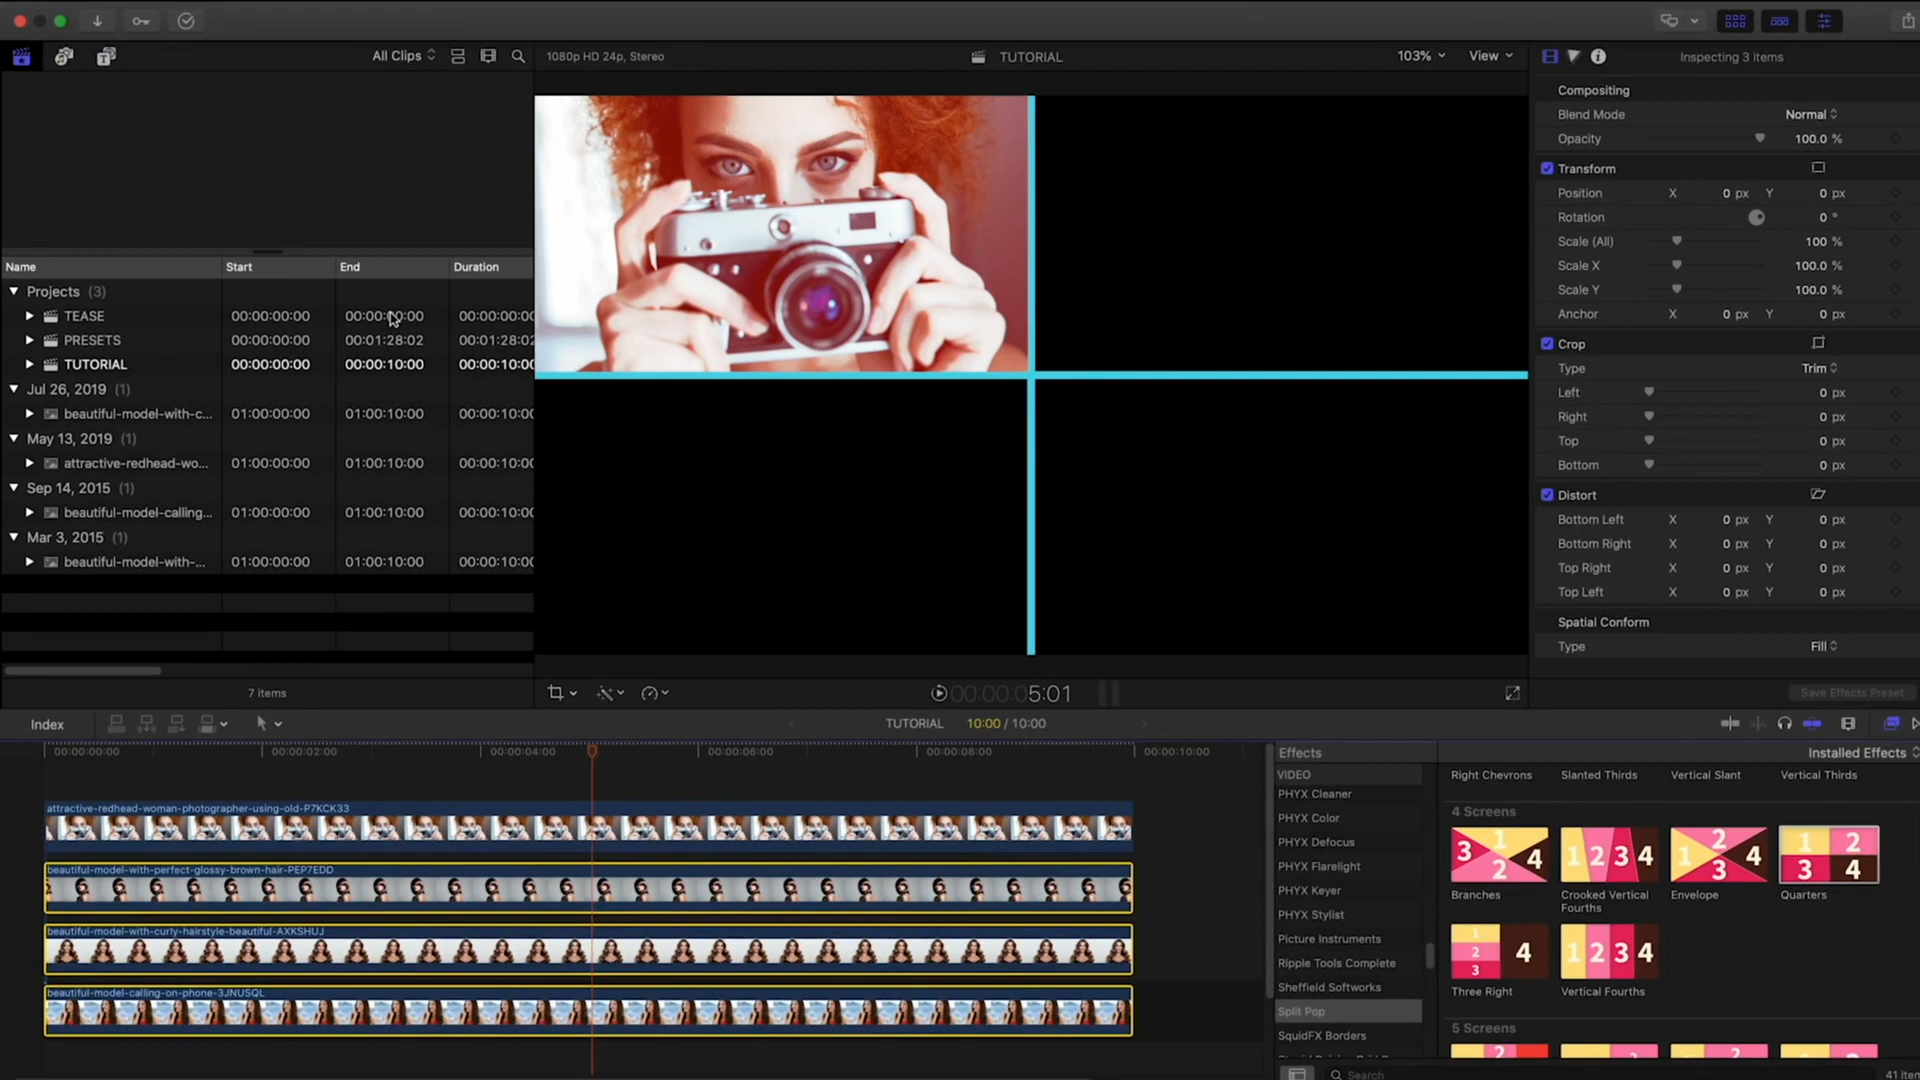 All Clips
1080p HD 24p, Stereo
TUTORIAL
103%
View
Inspecting 3 items
Name
Start
End
Duration
Projects (3)
TEASE 00:00:00:00 00:00:00:00 00:00:00:00
PRESETS 00:00:00:00 00:01:28:02 00:01:28:02
TUTORIAL 00:00:00:00 00:00:10:00 00:00:10:00
Jul 26, 2019 (1)
beautiful-model-with-c... 01:00:00:00 01:00:10:00 00:00:10:00
May 13, 2019 (1)
attractive-redhead-wo... 01:00:00:00 01:00:10:00 00:00:10:00
Sep 14, 2015 (1)
beautiful-model-calling... 01:00:00:00 01:00:10:00 00:00:10:00
Mar 3, 2015 (1)
beautiful-model-with-... 01:00:00:00 01:00:10:00 00:00:10:00
7 items
Compositing
Blend Mode Normal
Opacity 100.0 %
Transform
Position X 0 px Y 0 px
Rotation 0 °
Scale (All) 100 %
Scale X 100.0 %
Scale Y 100.0 %
Anchor X 0 px Y 0 px
Crop
Type Trim
Left 0 px
Right 0 px
Top 0 px
Bottom 0 px
Distort
Bottom Left X 0 px Y 0 px
Bottom Right X 0 px Y 0 px
Top Right X 0 px Y 0 px
Top Left X 0 px Y 0 px
Spatial Conform
Type Fill
Save Effects Preset
00:00:05:01
Index
TUTORIAL 10:00 / 10:00
00:00:00:00 00:00:02:00 00:00:04:00 00:00:06:00 00:00:08:00 00:00:10:00
attractive-redhead-woman-photographer-using-old-P7KCK33
beautiful-model-with-perfect-glossy-brown-hair-PEP7EDD
beautiful-model-with-curly-hairstyle-beautiful-AXKSHUJ
beautiful-model-calling-on-phone-3JNUSQL
Effects
Installed Effects
VIDEO
PHYX Cleaner
PHYX Color
PHYX Defocus
PHYX Flarelight
PHYX Keyer
PHYX Stylist
Picture Instruments
Ripple Tools Complete
Sheffield Softworks
Split Pop
SquidFX Borders
Right Chevrons
Slanted Thirds
Vertical Slant
Vertical Thirds
4 Screens
1 2 3 4
1 2 3 4
1 2 3 4
1 2 3 4
Branches
Crooked Vertical
Fourths
Envelope
Quarters
1 2 3 4
1 2 3 4
Three Right
Vertical Fourths
5 Screens
2
2
2
Search